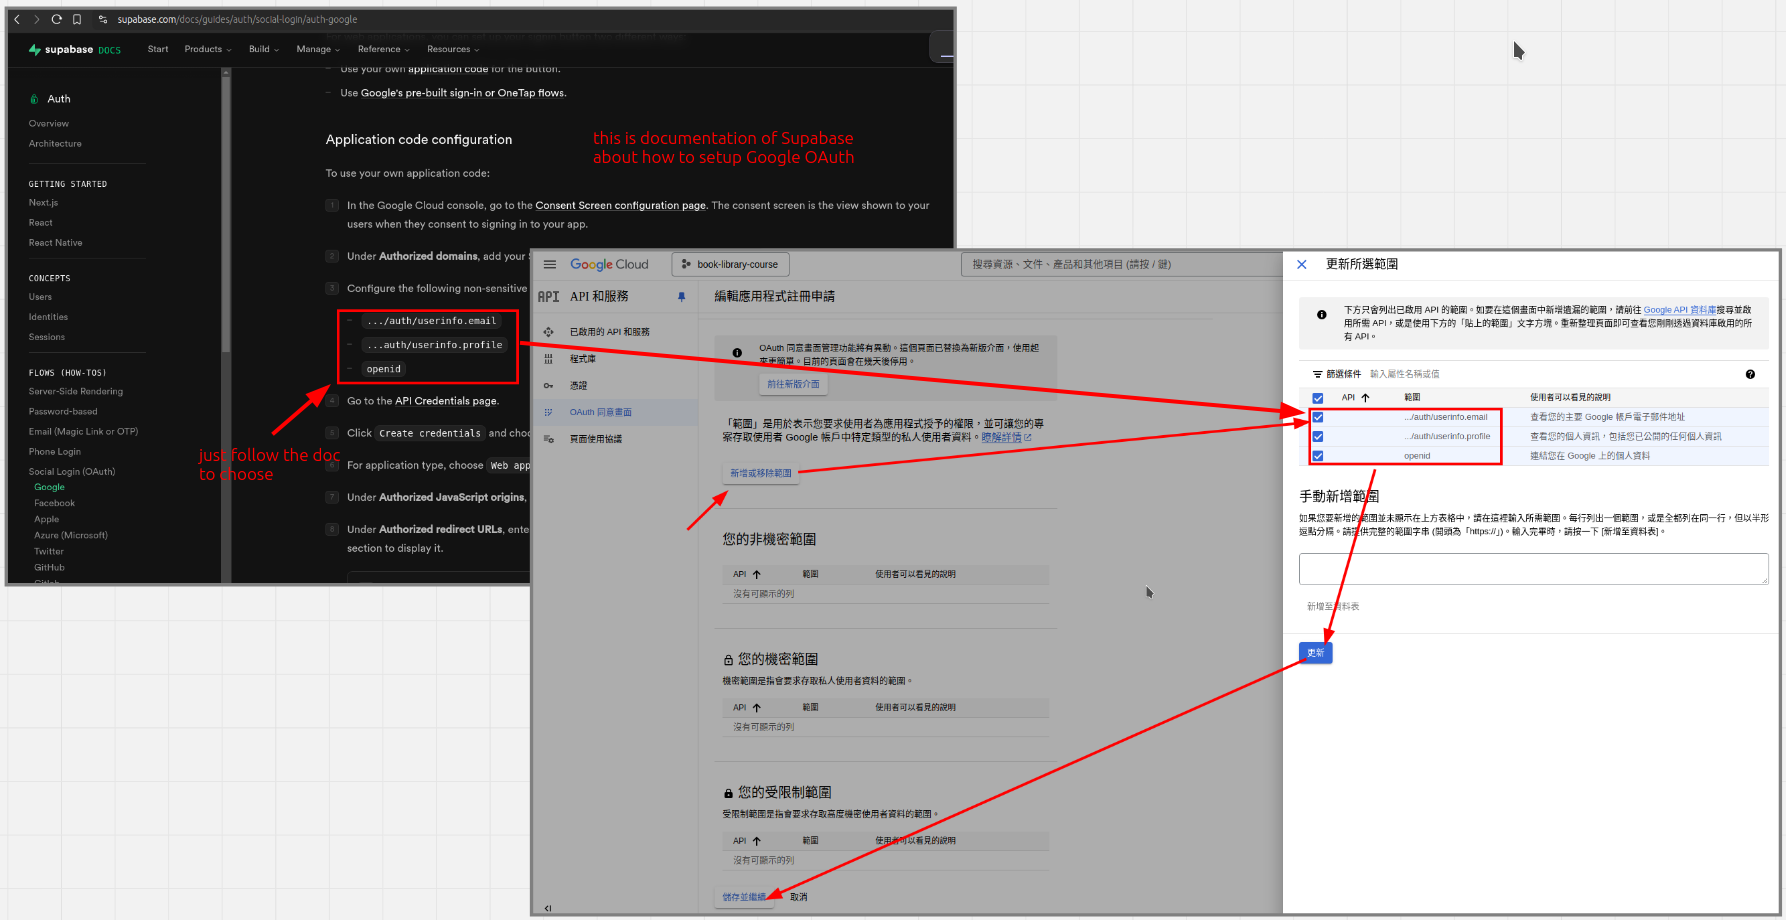 supabase.com/docs/guides/auth/social-login/auth-google
supabase DOCS
Start
Products
Build
Manage
Reference
Resources
Auth
Overview
Architecture
GETTING STARTED
Next.js
React
React Native
CONCEPTS
Users
Identities
Sessions
FLOWS (HOW-TOS)
Server-Side Rendering
Password-based
Email (Magic Link or OTP)
Phone Login
Social Login (OAuth)
Google
Facebook
Apple
Azure (Microsoft)
Twitter
GitHub
Use your own application code for the button.
Use Google's pre-built sign-in or OneTap flows.
Application code configuration
this is documentation of Supabase
about how to setup Google OAuth
To use your own application code:
1 In the Google Cloud console, go to the Consent Screen configuration page. The consent screen is the view shown to your
users when they consent to signing in to your app.
2 Under Authorized domains, add your
3 Configure the following non-sensitive
.../auth/userinfo.email
...auth/userinfo.profile
openid
4 Go to the API Credentials page.
5 Click Create credentials and choo
6 For application type, choose Web app
7 Under Authorized JavaScript origins,
8 Under Authorized redirect URLs, ente
section to display it.
just follow the doc
to choose
Google Cloud
book-library-course
搜尋資源、文件、產品和其他項目 (請按 / 鍵)
API API 和服務
已啟用的 API 和服務
程式庫
憑證
OAuth 同意畫面
頁面使用協議
編輯應用程式註冊申請
OAuth 同意畫面管理功能將有異動。這個頁面已替換為新版介面，使用起
來更簡單。目前的頁面會在幾天後停用。
前往新版介面
「範圍」是用於表示您要求使用者為應用程式授予的權限，並可讓您的專
案存取使用者 Google 帳戶中特定類型的私人使用者資料。瞭解詳情
新增或移除範圍
您的非機密範圍
API 範圍 使用者可以看見的說明
沒有可顯示的列
您的機密範圍
機密範圍是指會要求存取私人使用者資料的範圍。
API 範圍 使用者可以看見的說明
沒有可顯示的列
您的受限制範圍
受限制範圍是指會要求存取高度機密使用者資料的範圍。
API 範圍 使用者可以看見的說明
沒有可顯示的列
儲存並繼續 取消
更新所選範圍
下方只會列出已啟用 API 的範圍。如要在這個畫面中新增遺漏的範圍，請前往 Google API 資料庫搜尋並啟
用所需 API，或是使用下方的「貼上的範圍」文字方塊。重新整理頁面即可查看您剛剛透過資料庫啟用的所
有 API。
篩選條件 輸入屬性名稱或值
API 範圍 使用者可以看見的說明
.../auth/userinfo.email 查看您的主要 Google 帳戶電子郵件地址
.../auth/userinfo.profile 查看您的個人資訊，包括您已公開的任何個人資訊
openid 連結您在 Google 上的個人資料
手動新增範圍
如果您要新增的範圍並未顯示在上方表格中，請在這裡輸入所需範圍。每行列出一個範圍，或是全都列在同一行，但以半形
逗點分隔。請提供完整的範圍字串 (開頭為「https://」)。輸入完畢時，請按一下 [新增至資料表]。
新增至資料表
更新